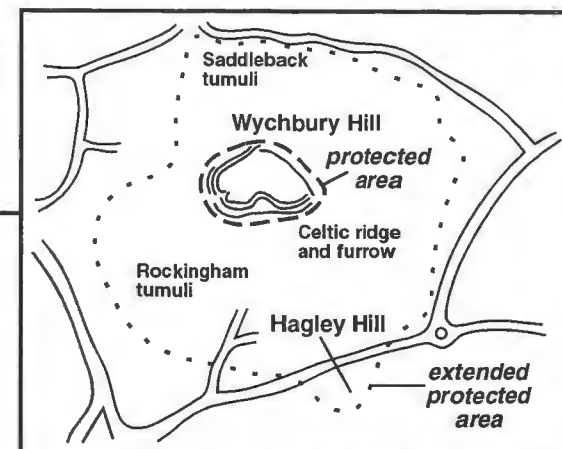 Saddleback
tumuli
Wychbury Hill
protected
area
Celtic ridge
and furrow
Rockingham
tumuli
Hagley Hill
extended
protected
area